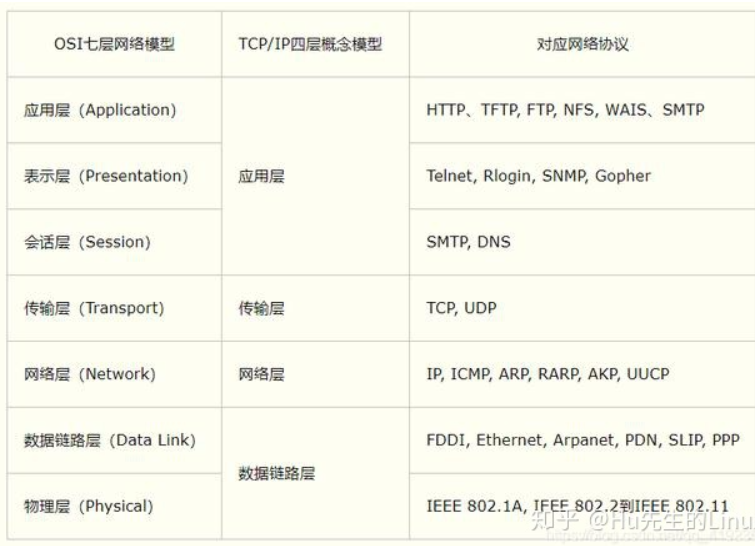 OSI七层网络模型 TCP/IP四层概念模型 对应网络协议
应用层（Application） HTTP、TFTP, FTP, NFS, WAIS、SMTP
表示层（Presentation） 应用层 Telnet, Rlogin, SNMP, Gopher
会话层（Session） SMTP, DNS
传输层（Transport） 传输层 TCP, UDP
网络层（Network） 网络层 IP, ICMP, ARP, RARP, AKP, UUCP
数据链路层（Data Link） FDDI, Ethernet, Arpanet, PDN, SLIP, PPP
数据链路层
物理层（Physical） IEEE 802.1A, IEEE 802.2到IEEE 802.11
知乎 @Hu先生的Linu